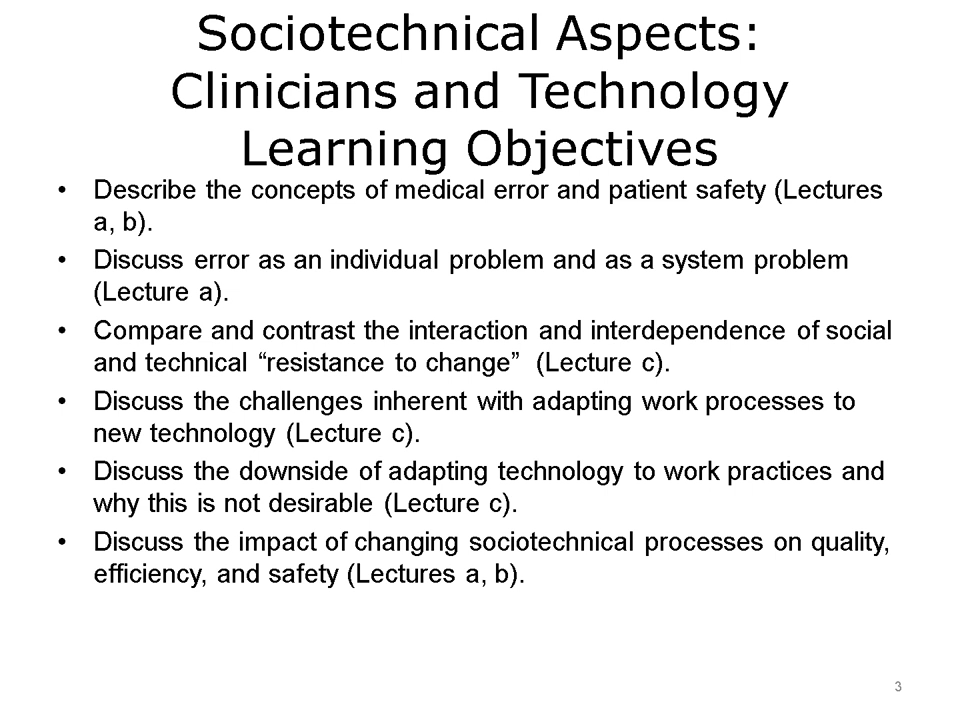 Sociotechnical Aspects:
Clinicians and Technology
Learning Objectives
• Describe the concepts of medical error and patient safety (Lectures
a, b).
• Discuss error as an individual problem and as a system problem
(Lecture a).
• Compare and contrast the interaction and interdependence of social
and technical “resistance to change”  (Lecture c).
• Discuss the challenges inherent with adapting work processes to
new technology (Lecture c).
• Discuss the downside of adapting technology to work practices and
why this is not desirable (Lecture c).
• Discuss the impact of changing sociotechnical processes on quality,
efficiency, and safety (Lectures a, b).
3